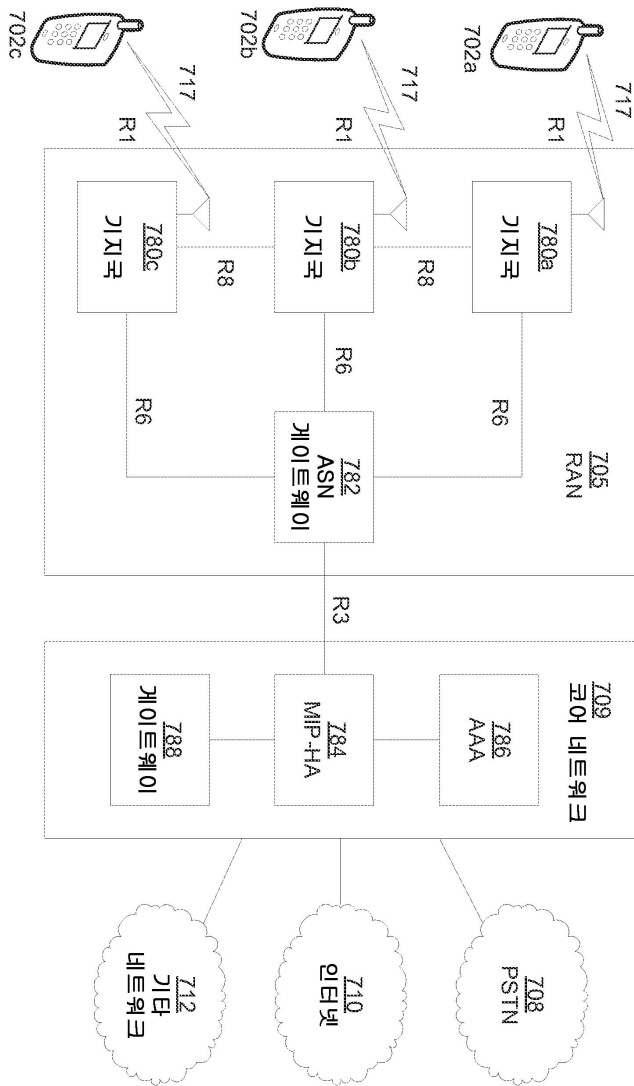 702a
717
R1
780a
기지국
R8
702b
717
R1
780b
기지국
R8
702c
717
R1
780c
기지국
R6
R6
R6
782
ASN
게이트웨이
705
RAN
R3
709
코어 네트워크
786
AAA
784
MIP-HA
788
게이트웨이
708
PSTN
710
인터넷
712
기타
네트워크